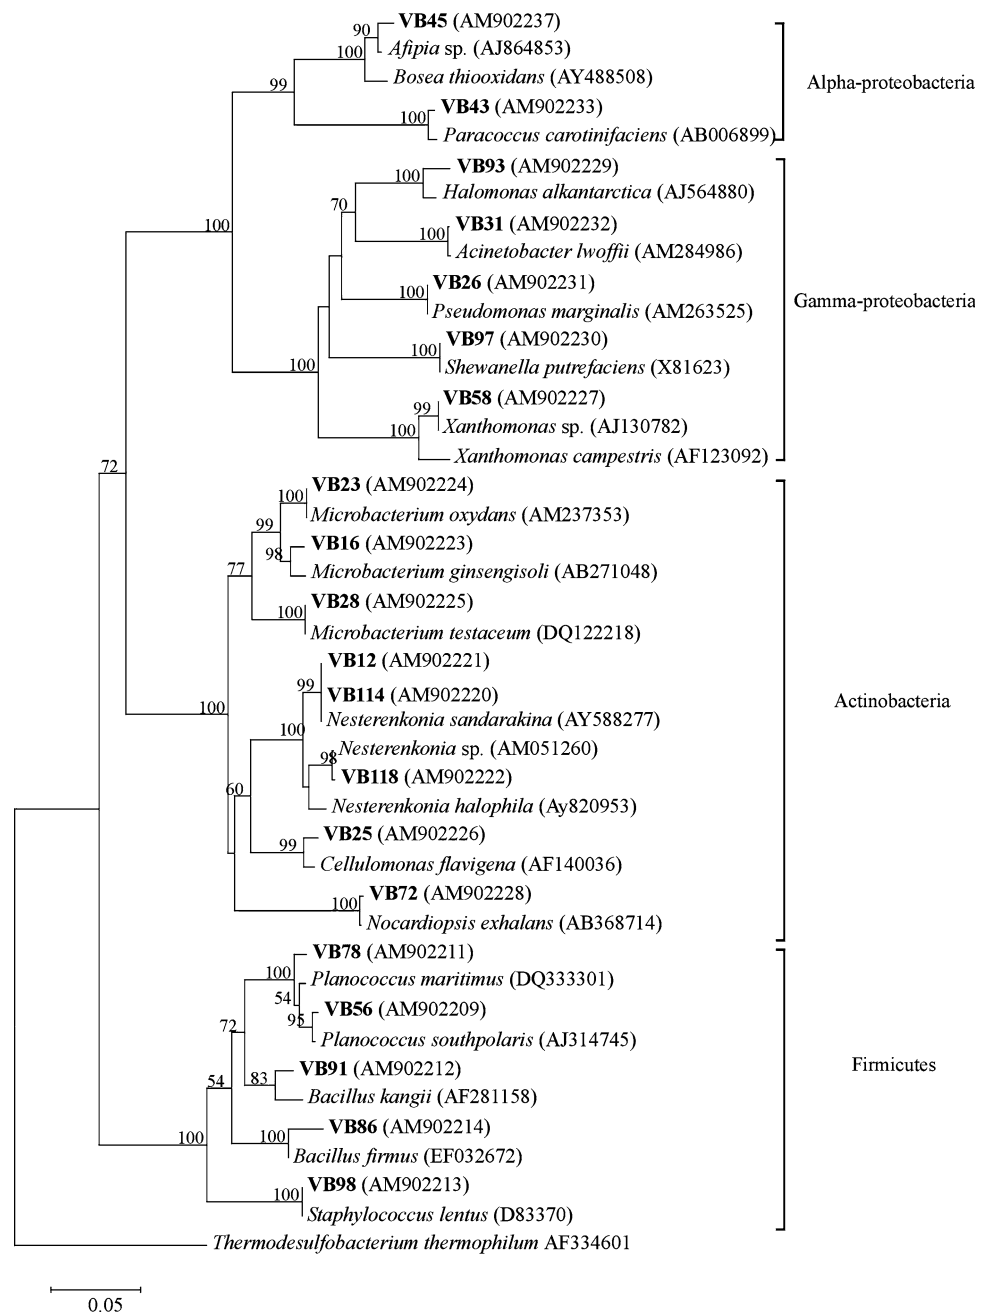 90
VB45 (AM902237)
Afipia sp. (AJ864853)
100
Bosea thiooxidans (AY488508)
99
Alpha-proteobacteria
VB43 (AM902233)
100
Paracoccus carotinifaciens (AB006899)
VB93 (AM902229)
100
Halomonas alkantarctica (AJ564880)
70
100
VB31 (AM902232)
100
Acinetobacter lwoffii (AM284986)
VB26 (AM902231)
100
Pseudomonas marginalis (AM263525)
Gamma-proteobacteria
VB97 (AM902230)
100
Shewanella putrefaciens (X81623)
100
VB58 (AM902227)
99
Xanthomonas sp. (AJ130782)
100
Xanthomonas campestris (AF123092)
72
VB23 (AM902224)
100
Microbacterium oxydans (AM237353)
99
VB16 (AM902223)
98
Microbacterium ginsengisoli (AB271048)
77
VB28 (AM902225)
100
Microbacterium testaceum (DQ122218)
VB12 (AM902221)
99
VB114 (AM902220)
Nesterenkonia sandarakina (AY588277)
100
Actinobacteria
100
Nesterenkonia sp. (AM051260)
98
VB118 (AM902222)
60
Nesterenkonia halophila (Ay820953)
VB25 (AM902226)
99
Cellulomonas flavigena (AF140036)
VB72 (AM902228)
100
Nocardiopsis exhalans (AB368714)
VB78 (AM902211)
100
Planococcus maritimus (DQ333301)
54
VB56 (AM902209)
95
72
Planococcus southpolaris (AJ314745)
Firmicutes
VB91 (AM902212)
54
83
Bacillus kangii (AF281158)
VB86 (AM902214)
100
100
Bacillus firmus (EF032672)
VB98 (AM902213)
100
Staphylococcus lentus (D83370)
Thermodesulfobacterium thermophilum AF334601
0.05